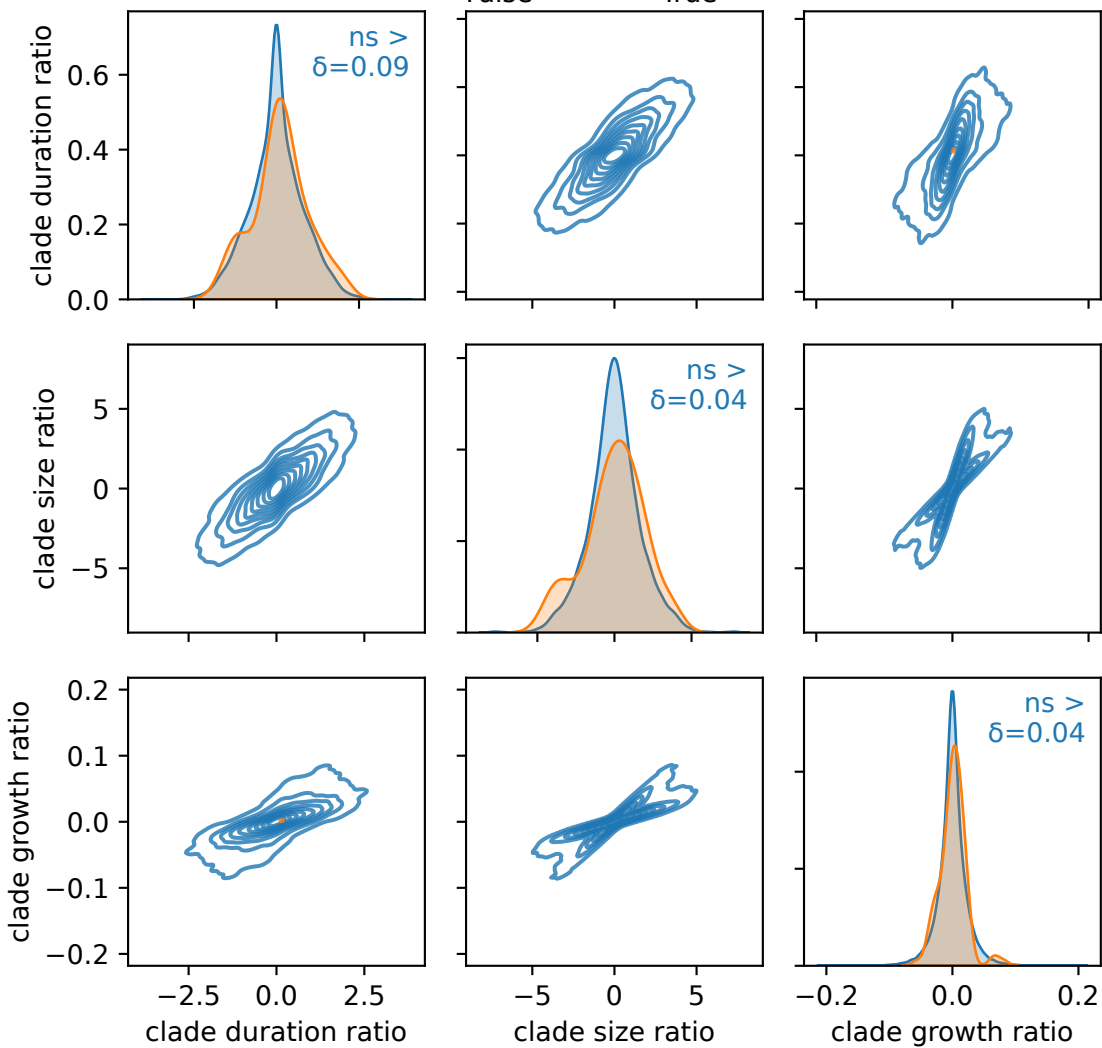 clade duration ratio
0.6
0.4
0.2
0.0
ns >
δ=0.09
clade size ratio
5
0
−5
ns >
δ=0.04
clade growth ratio
0.2
0.1
0.0
−0.1
−0.2
ns >
δ=0.04
−2.5 0.0 2.5
clade duration ratio
−5 0 5
clade size ratio
−0.2 0.0 0.2
clade growth ratio